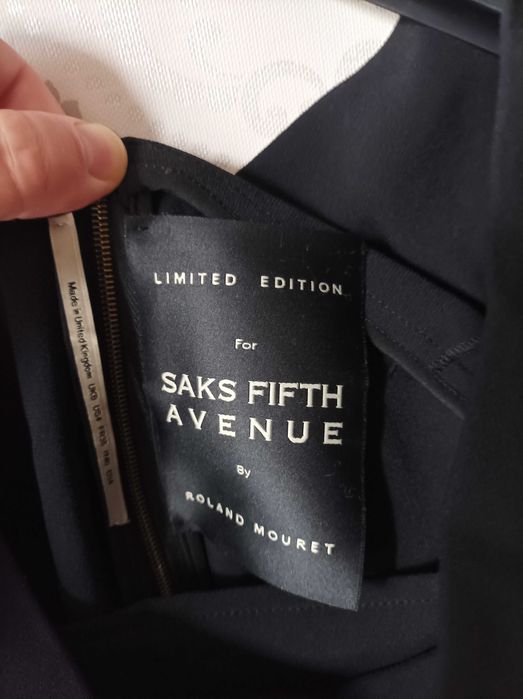 LIMITED EDITION
For
SAKS FIFTH
AVENUE
By
ROLAND MOURET
Made in United Kingdom